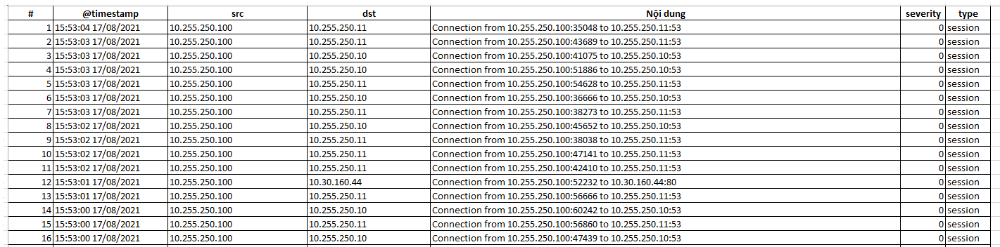 # @timestamp src dst Nội dung severity type
1 15:53:04 17/08/2021 10.255.250.100 10.255.250.11 Connection from 10.255.250.100:35048 to 10.255.250.11:53 0 session
2 15:53:03 17/08/2021 10.255.250.100 10.255.250.11 Connection from 10.255.250.100:43689 to 10.255.250.11:53 0 session
3 15:53:03 17/08/2021 10.255.250.100 10.255.250.10 Connection from 10.255.250.100:41075 to 10.255.250.10:53 0 session
4 15:53:03 17/08/2021 10.255.250.100 10.255.250.10 Connection from 10.255.250.100:51886 to 10.255.250.10:53 0 session
5 15:53:03 17/08/2021 10.255.250.100 10.255.250.11 Connection from 10.255.250.100:54628 to 10.255.250.11:53 0 session
6 15:53:03 17/08/2021 10.255.250.100 10.255.250.10 Connection from 10.255.250.100:36666 to 10.255.250.10:53 0 session
7 15:53:03 17/08/2021 10.255.250.100 10.255.250.11 Connection from 10.255.250.100:38273 to 10.255.250.11:53 0 session
8 15:53:02 17/08/2021 10.255.250.100 10.255.250.10 Connection from 10.255.250.100:45652 to 10.255.250.10:53 0 session
9 15:53:02 17/08/2021 10.255.250.100 10.255.250.11 Connection from 10.255.250.100:38038 to 10.255.250.11:53 0 session
10 15:53:02 17/08/2021 10.255.250.100 10.255.250.11 Connection from 10.255.250.100:47141 to 10.255.250.11:53 0 session
11 15:53:02 17/08/2021 10.255.250.100 10.255.250.11 Connection from 10.255.250.100:42410 to 10.255.250.11:53 0 session
12 15:53:01 17/08/2021 10.255.250.100 10.30.160.44 Connection from 10.255.250.100:52232 to 10.30.160.44:80 0 session
13 15:53:01 17/08/2021 10.255.250.100 10.255.250.11 Connection from 10.255.250.100:56666 to 10.255.250.11:53 0 session
14 15:53:00 17/08/2021 10.255.250.100 10.255.250.10 Connection from 10.255.250.100:60242 to 10.255.250.10:53 0 session
15 15:53:00 17/08/2021 10.255.250.100 10.255.250.11 Connection from 10.255.250.100:56860 to 10.255.250.11:53 0 session
16 15:53:00 17/08/2021 10.255.250.100 10.255.250.10 Connection from 10.255.250.100:47439 to 10.255.250.10:53 0 session